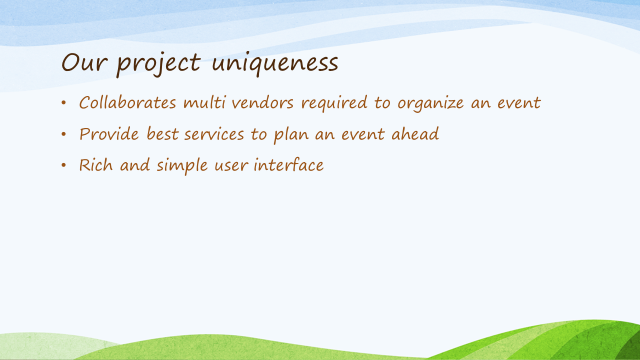 Our project uniqueness
• Collaborates multi vendors required to organize an event
• Provide best services to plan an event ahead
• Rich and simple user interface